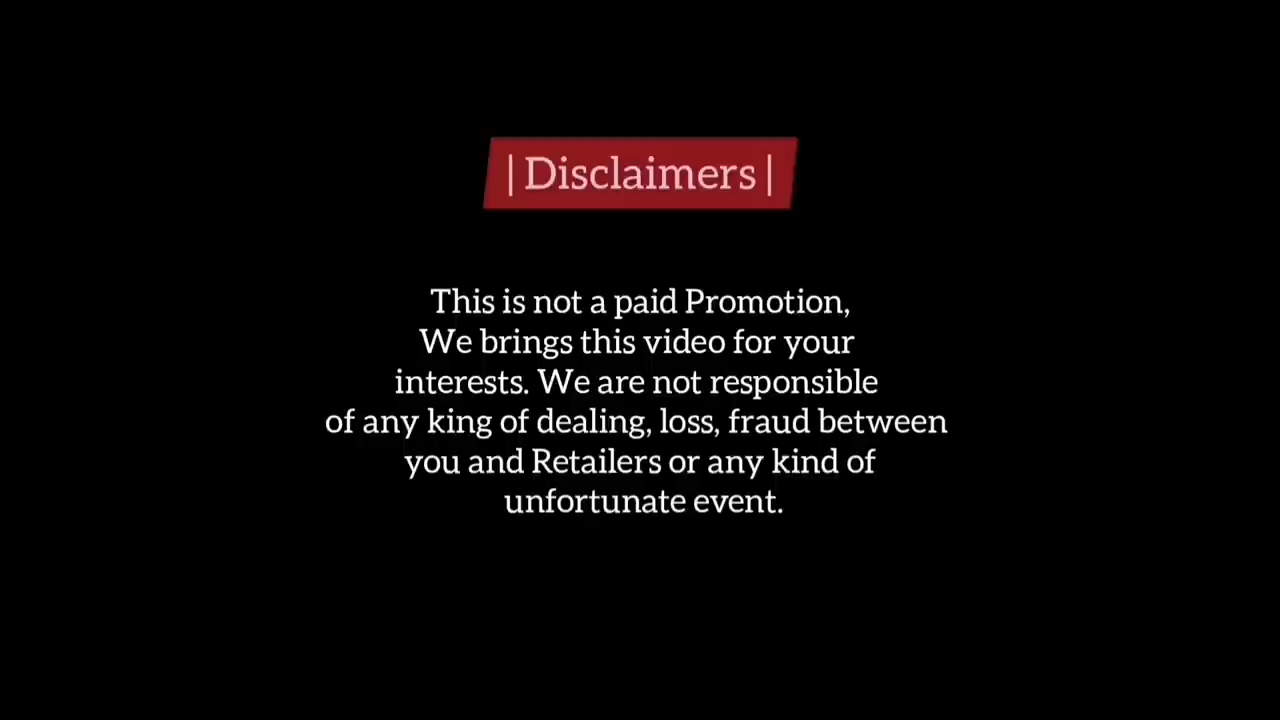 | Disclaimers |
This is not a paid Promotion,
We brings this video for your
interests. We are not responsible
of any king of dealing, loss, fraud between
you and Retailers or any kind of
unfortunate event.